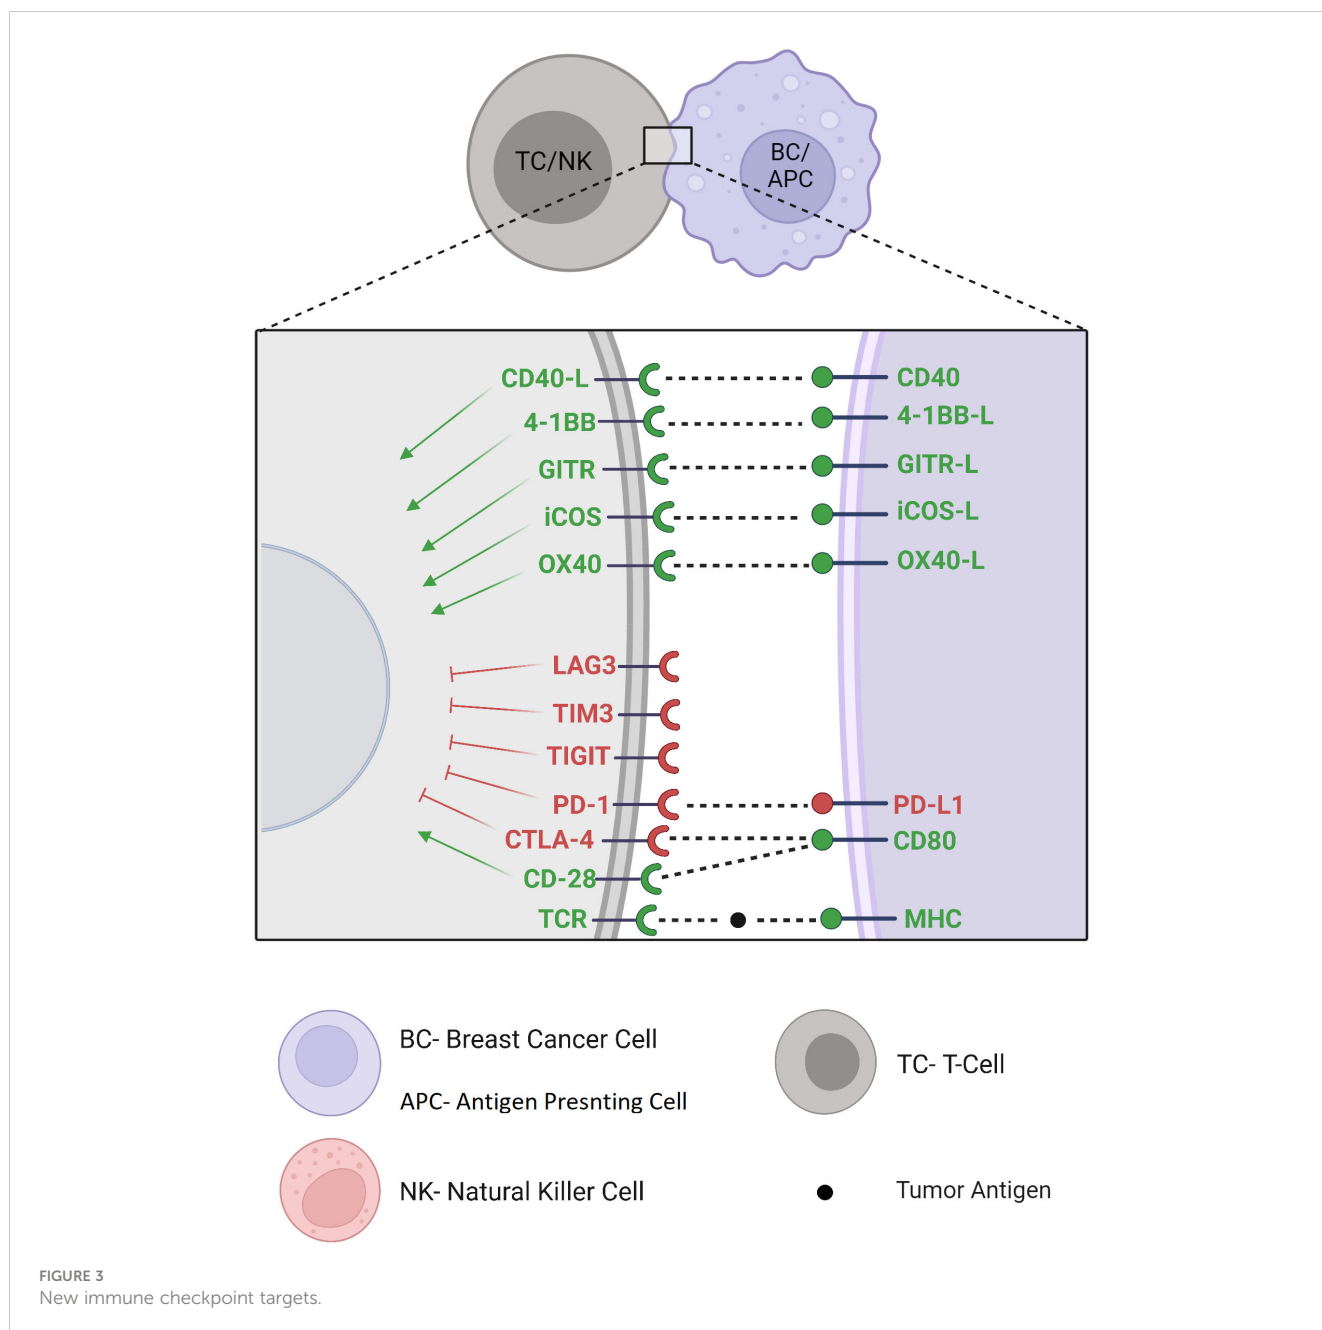 TC/NK
BC/
APC
CD40-L
CD40
4-1BB
4-1BB-L
GITR
GITR-L
iCOS
iCOS-L
OX40
OX40-L
LAG3
TIM3
TIGIT
PD-1
PD-L1
CTLA-4
CD80
CD-28
TCR
MHC
BC- Breast Cancer Cell
APC- Antigen Presnting Cell
TC- T-Cell
NK- Natural Killer Cell
Tumor Antigen
FIGURE 3
New immune checkpoint targets.